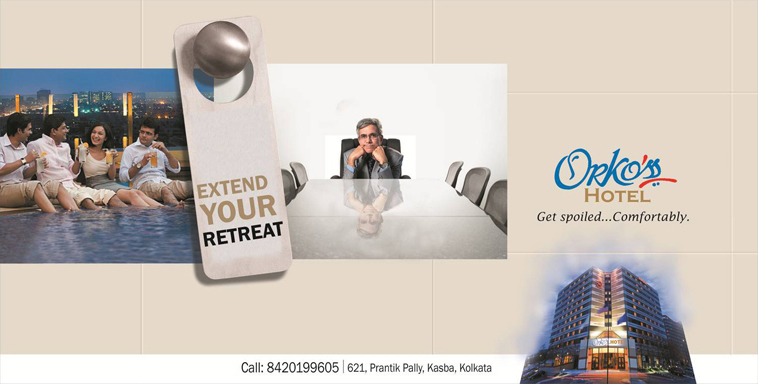 EXTEND
YOUR
RETREAT
Orko's
HOTEL
Get spoiled...Comfortably.
Call: 8420199605 | 621, Prantik Pally, Kasba, Kolkata